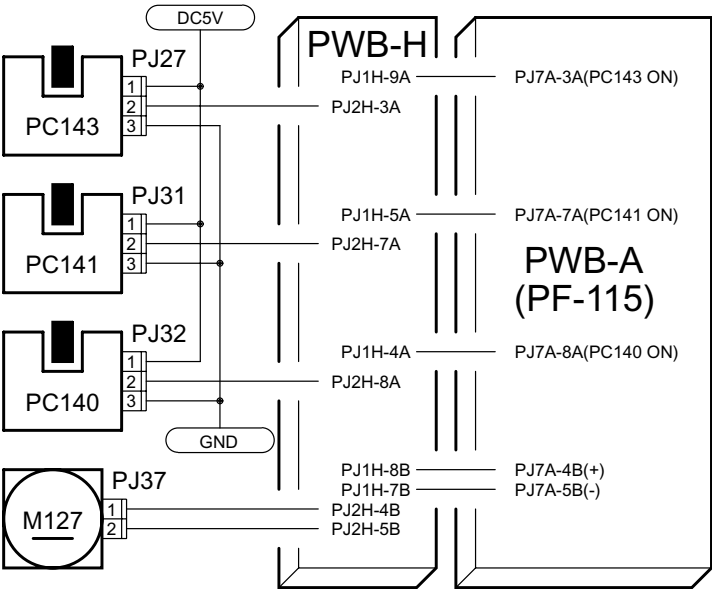 DC5V
PWB-H
PJ27
PJ1H-9A
PJ7A-3A(PC143 ON)
1
2
3
PJ2H-3A
PC143
PJ31
PJ1H-5A
PJ7A-7A(PC141 ON)
1
2
3
PJ2H-7A
PC141
PWB-A
(PF-115)
PJ32
PJ1H-4A
PJ7A-8A(PC140 ON)
1
2
3
PJ2H-8A
PC140
GND
PJ37
PJ1H-8B
PJ7A-4B(+)
PJ1H-7B
PJ7A-5B(-)
1
2
PJ2H-4B
PJ2H-5B
M127